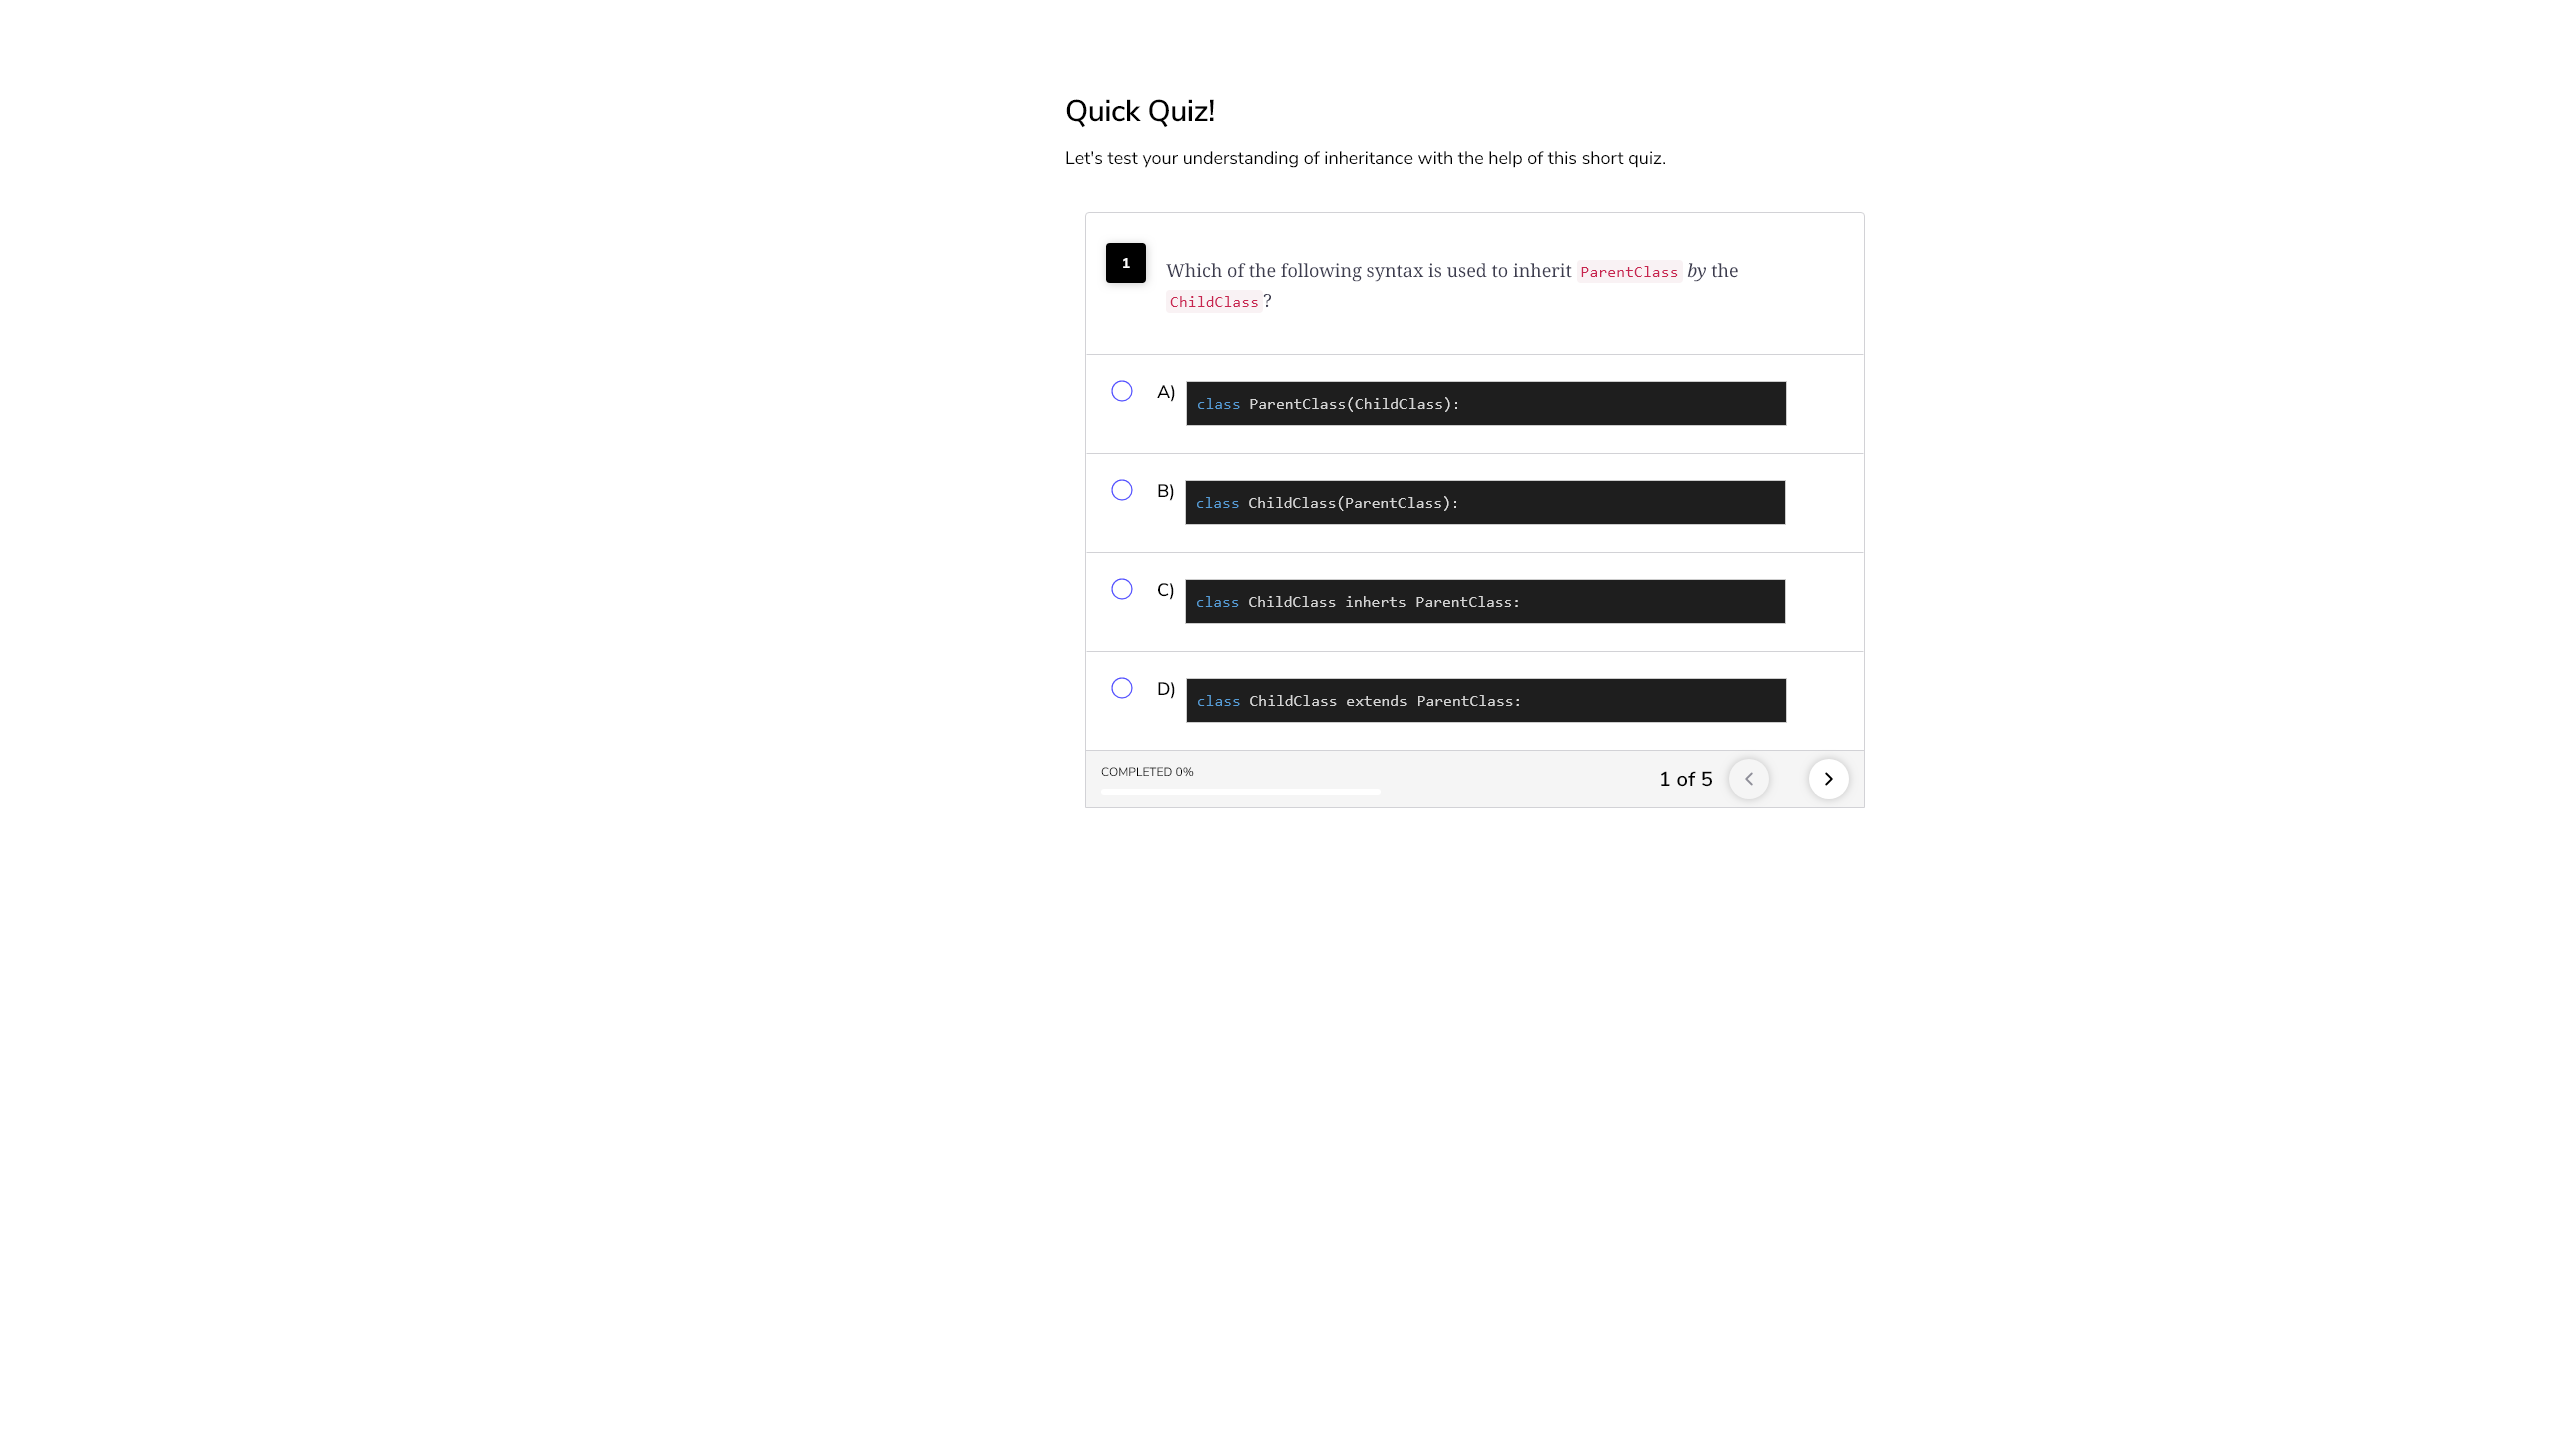 Quick Quiz!
Let's test your understanding of inheritance with the help of this short quiz.
1
Which of the following syntax is used to inherit ParentClass by the
ChildClass?
A) class ParentClass(ChildClass):
B) class ChildClass(ParentClass):
C) class ChildClass inherts ParentClass:
D) class ChildClass extends ParentClass:
COMPLETED 0%
1 of 5